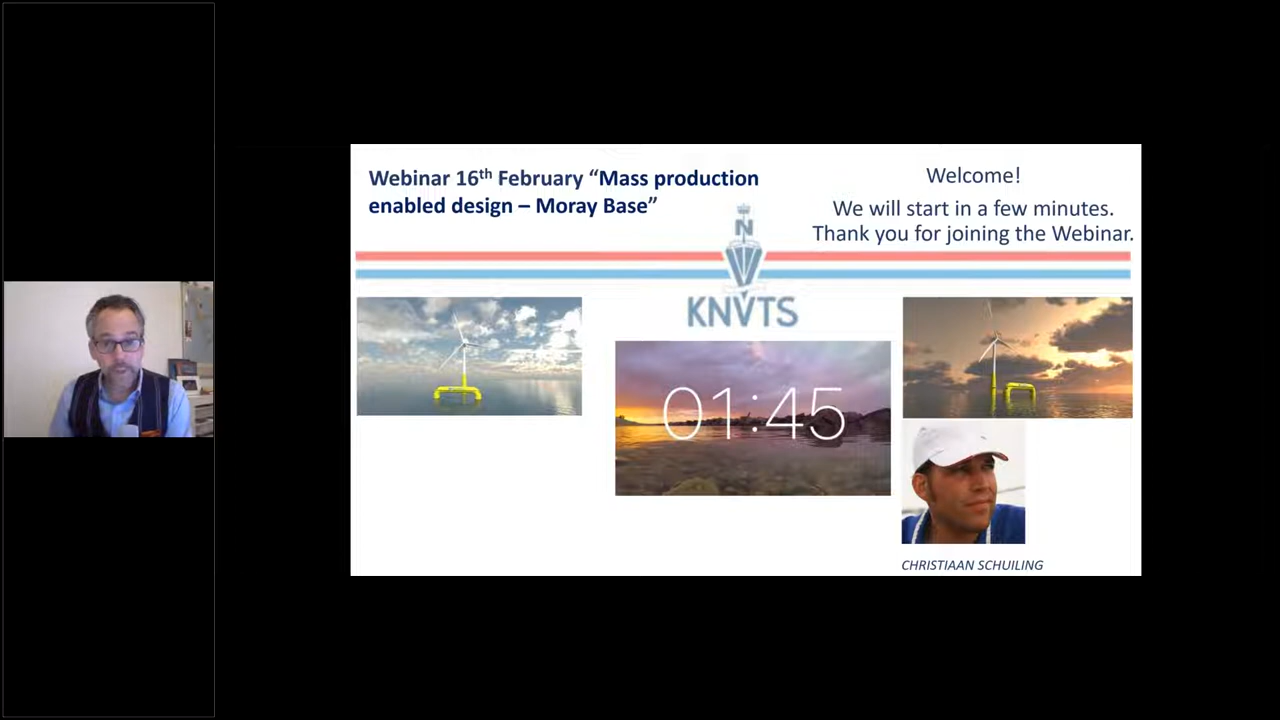 Webinar 16th February “Mass production
enabled design – Moray Base”
Welcome!
We will start in a few minutes.
Thank you for joining the Webinar.
N
KNVTS
01:45
CHRISTIAAN SCHUILING